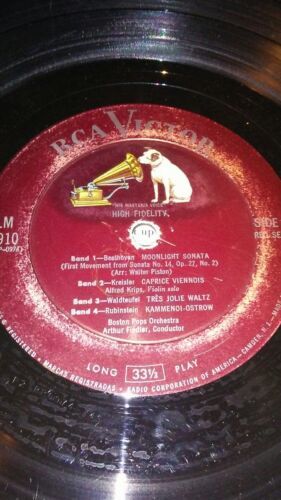 RCA VICTOR
"HIS MASTER'S VOICE"
HIGH FIDELITY
LM
910
SIDE
RED SE
Band 1—Beethoven MOONLIGHT SONATA
(First Movement from Sonata No. 14, Op. 27, No. 2)
(Arr: Walter Piston)
Band 2—Kreisler CAPRICE VIENNOIS
Alfred Krips, Violin solo
Band 3—Waldteufel TRÈS JOLIE WALTZ
Band 4—Rubinstein KAMMENOI-OSTROW
Boston Pops Orchestra
Arthur Fiedler, Conductor
LONG 33⅓ PLAY
REGISTRADAS • RADIO CORPORATION OF AMERICA - CAMDEN,